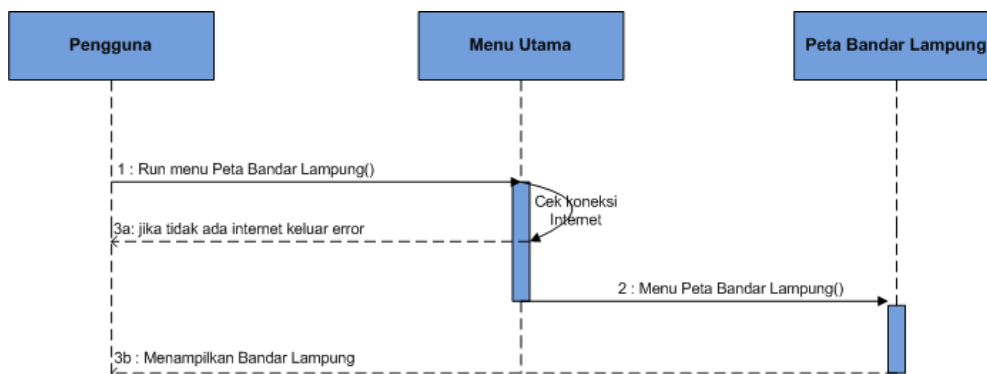 Pengguna
Menu Utama
Peta Bandar Lampung
1 : Run menu Peta Bandar Lampung()
Cek koneksi
Internet
3a: jika tidak ada internet keluar error
2 : Menu Peta Bandar Lampung()
3b : Menampilkan Bandar Lampung